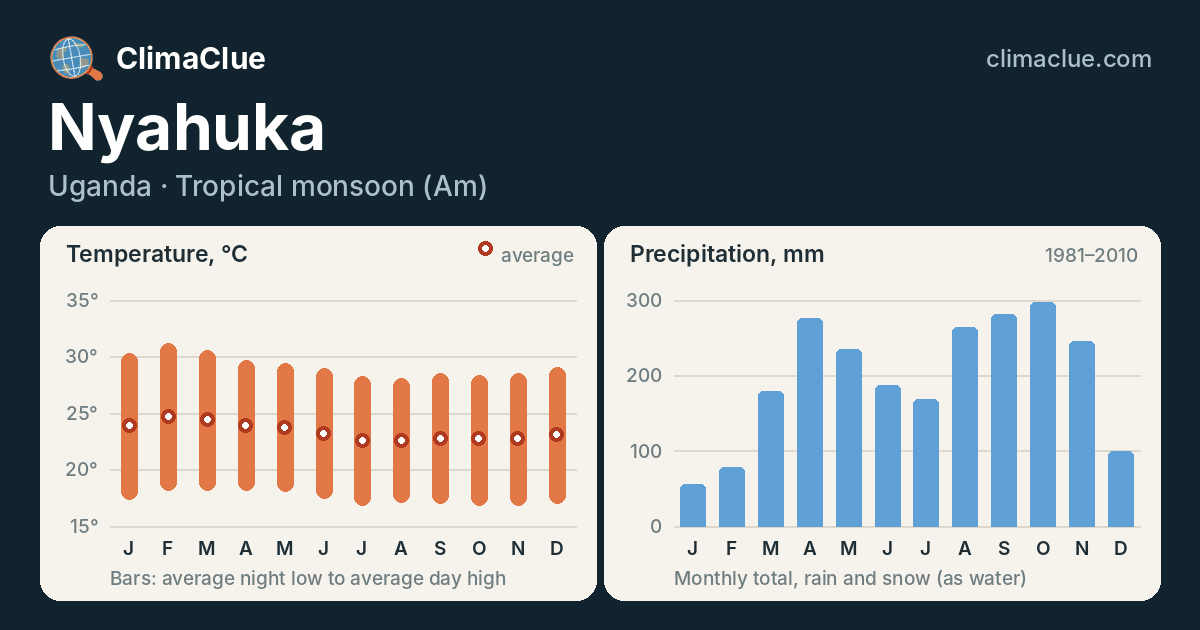 ClimaClue
climaclue.com
Nyahuka
Uganda · Tropical monsoon (Am)
Temperature, °C
average
35°
30°
25°
20°
15°
J F M A M J J A S O N D
Bars: average night low to average day high
Precipitation, mm
1981–2010
300
200
100
0
J F M A M J J A S O N D
Monthly total, rain and snow (as water)